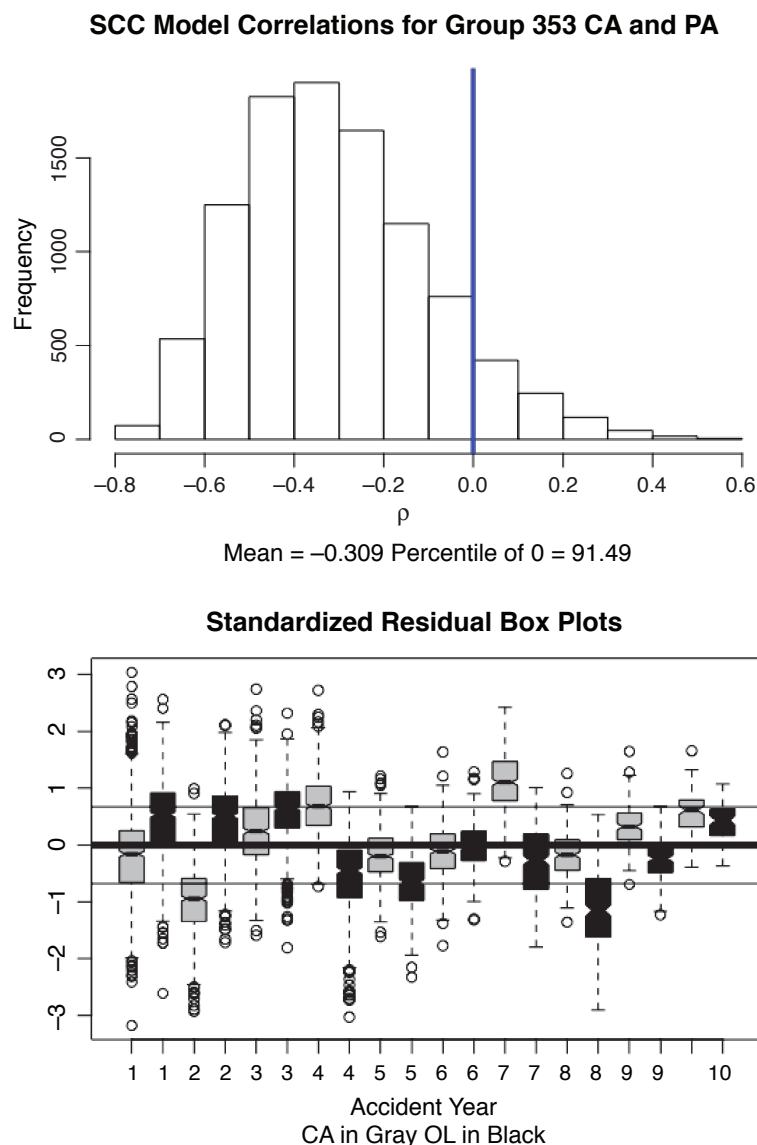 SCC Model Correlations for Group 353 CA and PA
Frequency
1500
1000
500
0
–0.8 –0.6 –0.4 –0.2 0.0 0.2 0.4 0.6
ρ
Mean = –0.309 Percentile of 0 = 91.49
Standardized Residual Box Plots
3
2
1
0
–1
–2
–3
1 1 2 2 3 3 4 4 5 5 6 6 7 7 8 8 9 9 10
Accident Year
CA in Gray OL in Black